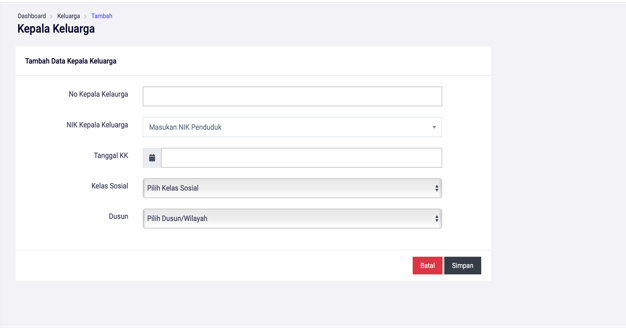 Dashboard > Keluarga > Tambah
Kepala Keluarga
Tambah Data Kepala Keluarga
No Kepala Kelaurga
NIK Kepala Keluarga Masukan NIK Penduduk
Tanggal KK
Kelas Sosial Pilih Kelas Sosial
Dusun Pilih Dusun/Wilayah
Batal Simpan